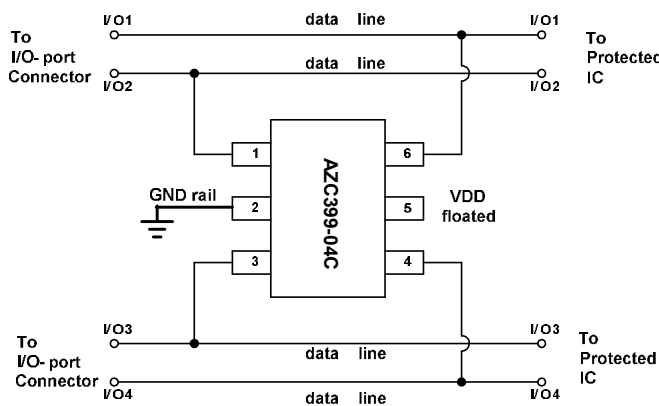 I/O1
data line
I/O1
To
I/O- port
Connector
To
Protected
IC
I/O2
data line
I/O2
1
6
GND rail
2
AZC399-04C
5
VDD
floated
3
4
I/O3
I/O3
To
I/O- port
Connector
data line
To
Protected
IC
I/O4
data line
I/O4